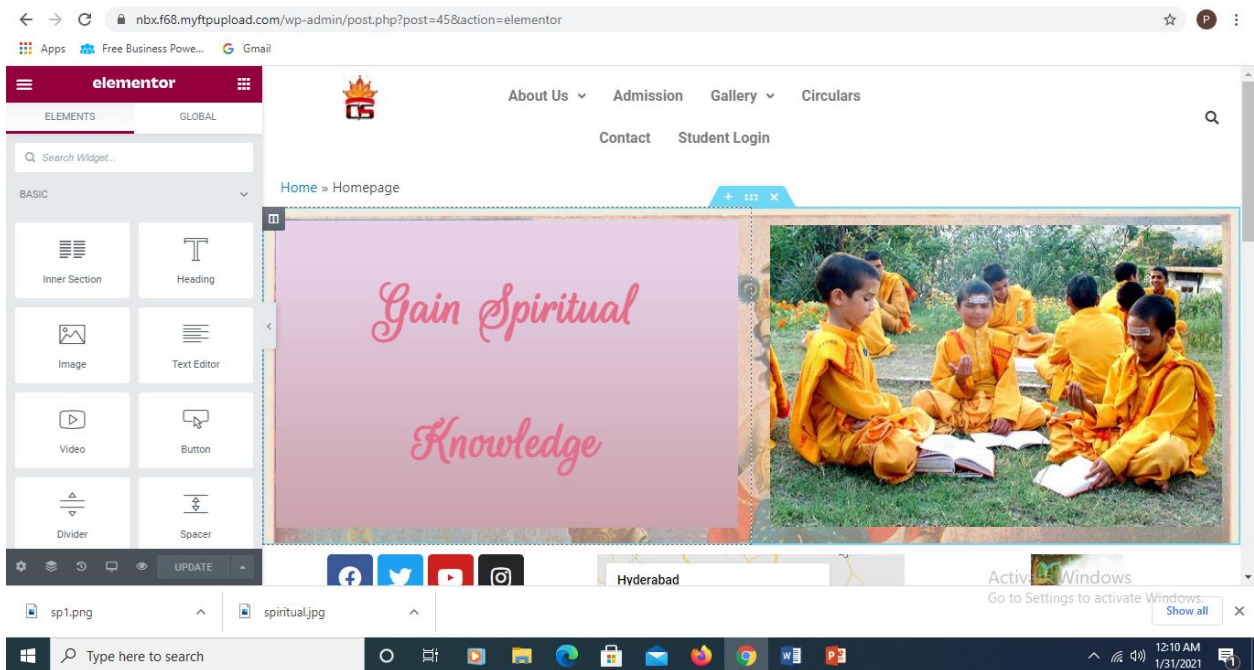 nbx.f68.myftpupload.com/wp-admin/post.php?post=45&action=elementor
P
Apps Free Business Powe... Gmail
elementor
ELEMENTS GLOBAL
Search Widget...
BASIC
Inner Section Heading
Image Text Editor
Video Button
Divider Spacer
UPDATE
About Us Admission Gallery Circulars
Contact Student Login
Home » Homepage
Gain Spiritual
Knowledge
Hyderabad
Activate Windows
Go to Settings to activate Windows.
sp1.png spiritual.jpg Show all
Type here to search
12:10 AM
1/31/2021